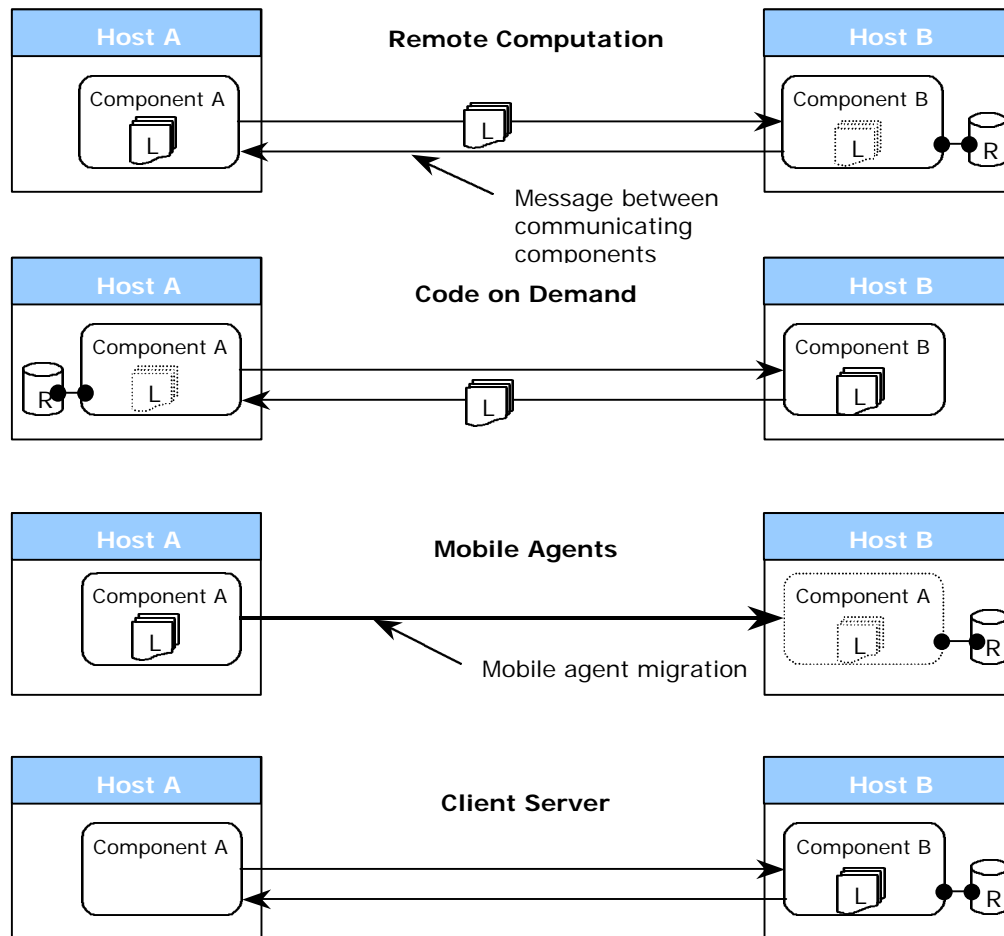 Host A
Remote Computation
Host B
Component A
L
L
Component B
L
R
Message between
communicating
components
Host A
Code on Demand
Host B
Component A
L
R
L
Component B
L
Host A
Mobile Agents
Host B
Component A
L
Component A
L
R
Mobile agent migration
Host A
Client Server
Host B
Component A
Component B
L
R